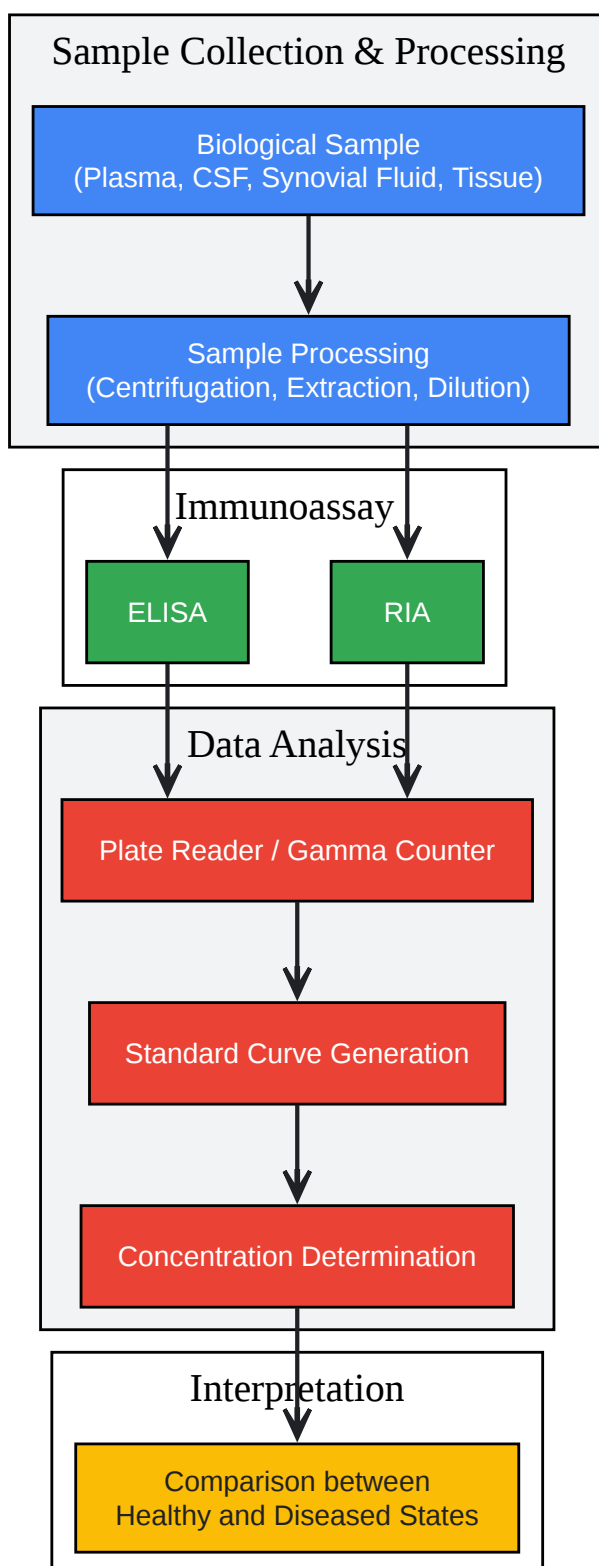 Sample Collection & Processing
Biological Sample
(Plasma, CSF, Synovial Fluid, Tissue)
Sample Processing
(Centrifugation, Extraction, Dilution)
Immunoassay
ELISA
RIA
Data Analysis
Plate Reader / Gamma Counter
Standard Curve Generation
Concentration Determination
Interpretation
Comparison between
Healthy and Diseased States